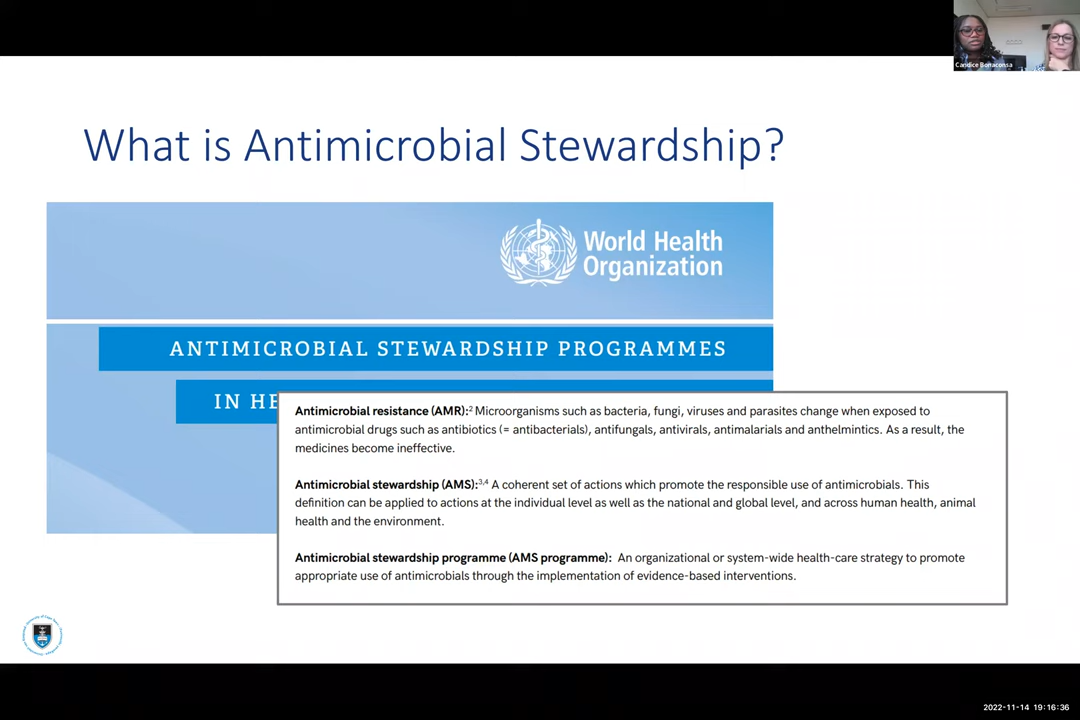 Candice Bonaconsa
What is Antimicrobial Stewardship?
World Health
Organization
ANTIMICROBIAL STEWARDSHIP PROGRAMMES
IN HE
Antimicrobial resistance (AMR):2 Microorganisms such as bacteria, fungi, viruses and parasites change when exposed to
antimicrobial drugs such as antibiotics (= antibacterials), antifungals, antivirals, antimalarials and anthelmintics. As a result, the
medicines become ineffective.
Antimicrobial stewardship (AMS):3,4 A coherent set of actions which promote the responsible use of antimicrobials. This
definition can be applied to actions at the individual level as well as the national and global level, and across human health, animal
health and the environment.
Antimicrobial stewardship programme (AMS programme): An organizational or system-wide health-care strategy to promote
appropriate use of antimicrobials through the implementation of evidence-based interventions.
2022-11-14 19:16:36